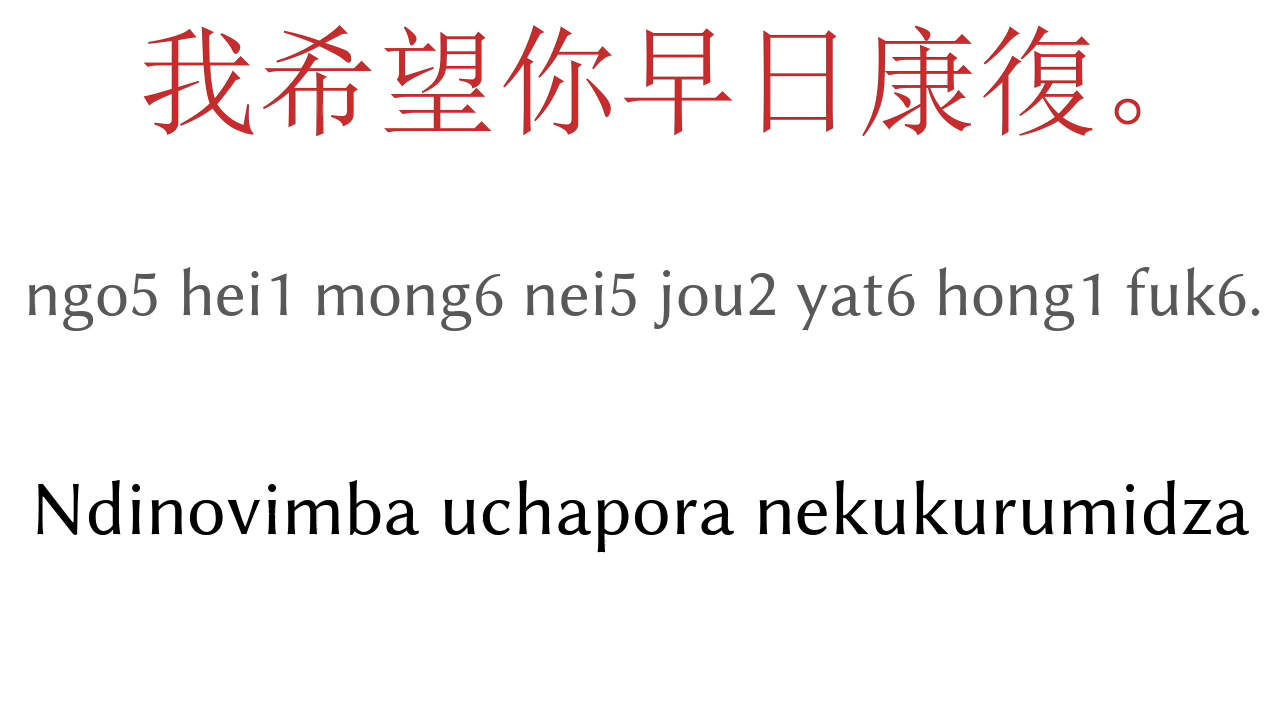 我希望你早日康復。
ngo5 hei1 mong6 nei5 jou2 yat6 hong1 fuk6.
Ndinovimba uchapora nekukurumidza